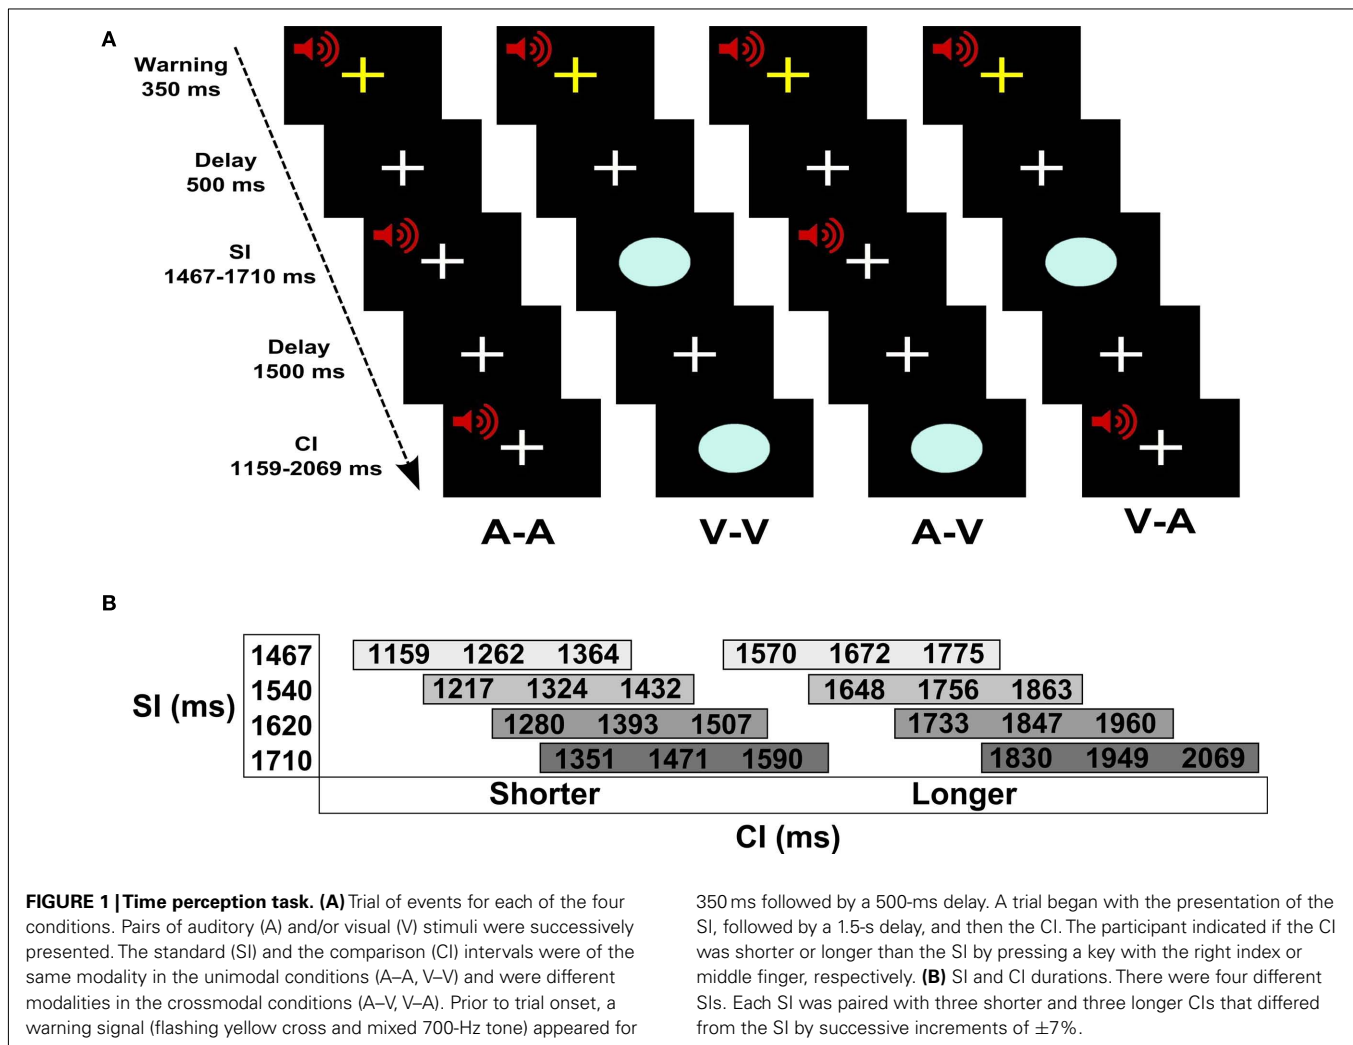 A
Warning
350 ms
Delay
500 ms
SI
1467-1710 ms
Delay
1500 ms
CI
1159-2069 ms
A-A V-V A-V V-A
B
SI (ms)
1467 1159 1262 1364 1570 1672 1775
1540 1217 1324 1432 1648 1756 1863
1620 1280 1393 1507 1733 1847 1960
1710 1351 1471 1590 1830 1949 2069
Shorter Longer
CI (ms)
FIGURE 1 | Time perception task. (A) Trial of events for each of the four
conditions. Pairs of auditory (A) and/or visual (V) stimuli were successively
presented. The standard (SI) and the comparison (CI) intervals were of the
same modality in the unimodal conditions (A–A, V–V) and were different
modalities in the crossmodal conditions (A–V, V–A). Prior to trial onset, a
warning signal (flashing yellow cross and mixed 700-Hz tone) appeared for
350 ms followed by a 500-ms delay. A trial began with the presentation of the
SI, followed by a 1.5-s delay, and then the CI. The participant indicated if the CI
was shorter or longer than the SI by pressing a key with the right index or
middle finger, respectively. (B) SI and CI durations. There were four different
SIs. Each SI was paired with three shorter and three longer CIs that differed
from the SI by successive increments of ±7%.